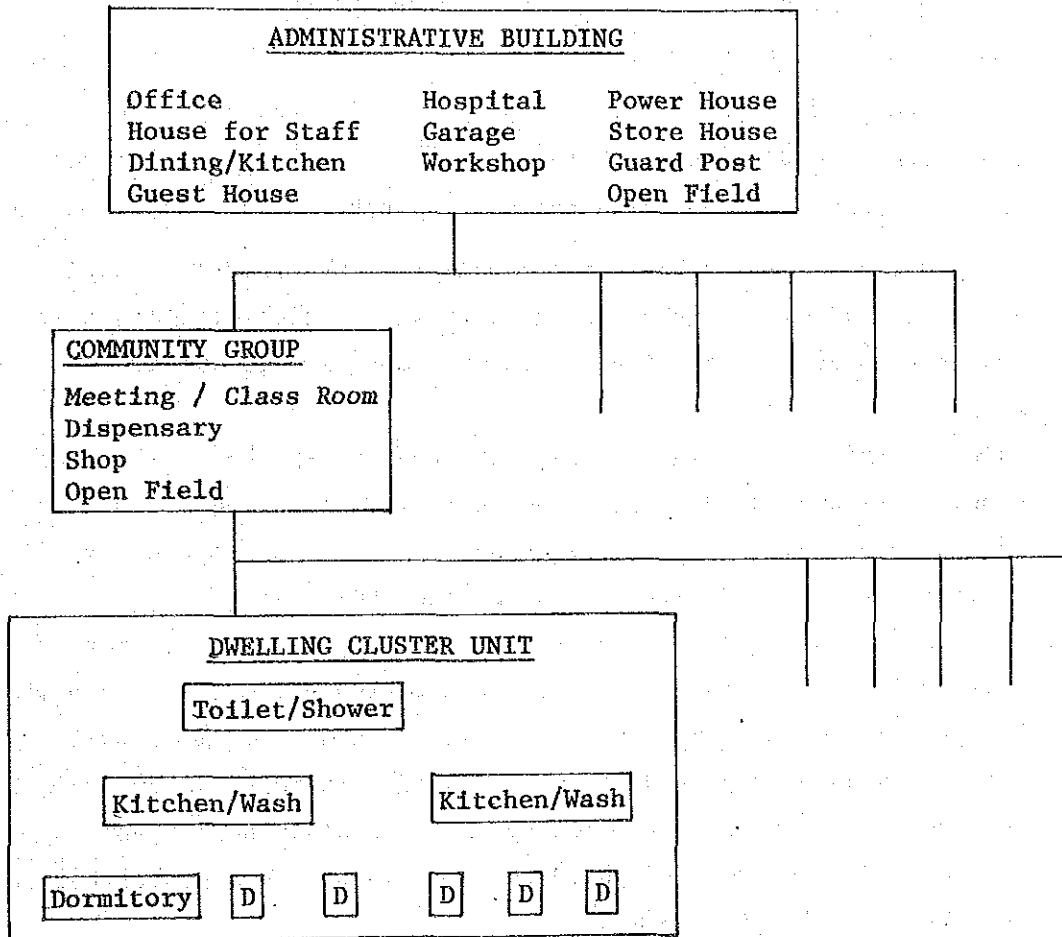 ADMINISTRATIVE BUILDING
Office Hospital Power House
House for Staff Garage Store House
Dining/Kitchen Workshop Guard Post
Guest House Open Field
COMMUNITY GROUP
Meeting / Class Room
Dispensary
Shop
Open Field
DWELLING CLUSTER UNIT
Toilet/Shower
Kitchen/Wash Kitchen/Wash
Dormitory D D D D D